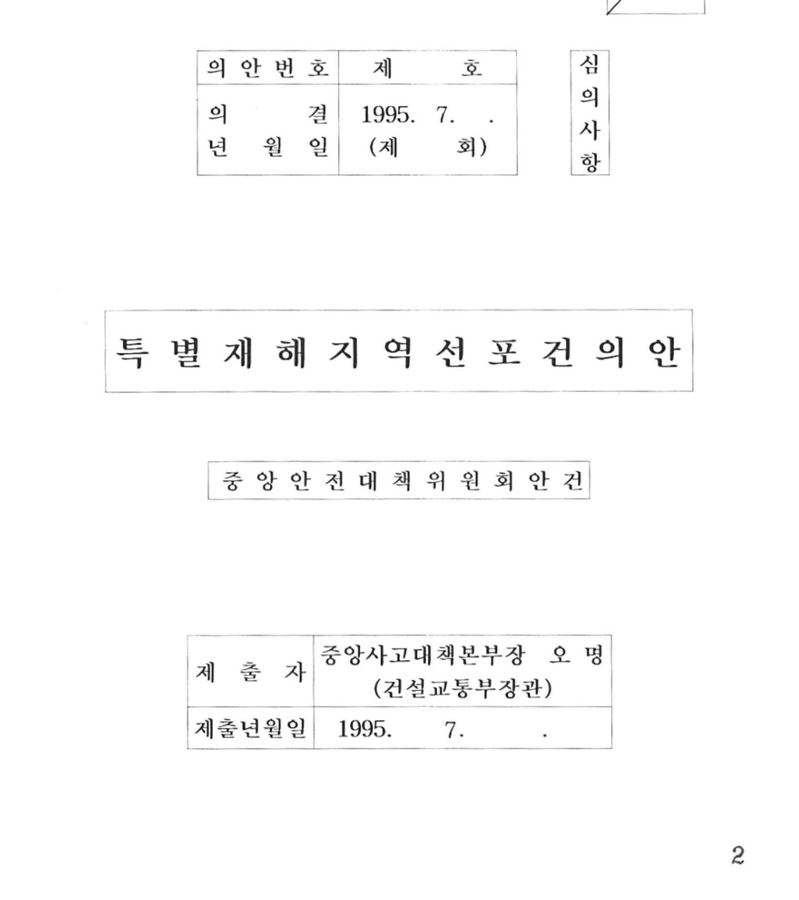 의안번호 제 호
의 결 1995. 7. .
년 월 일 (제 회)
심의사항
특별재해지역선포건의안
중앙안전대책위원회안건
제 출 자 중앙사고대책본부장 오 명
(건설교통부장관)
제출년월일 1995. 7. .
2